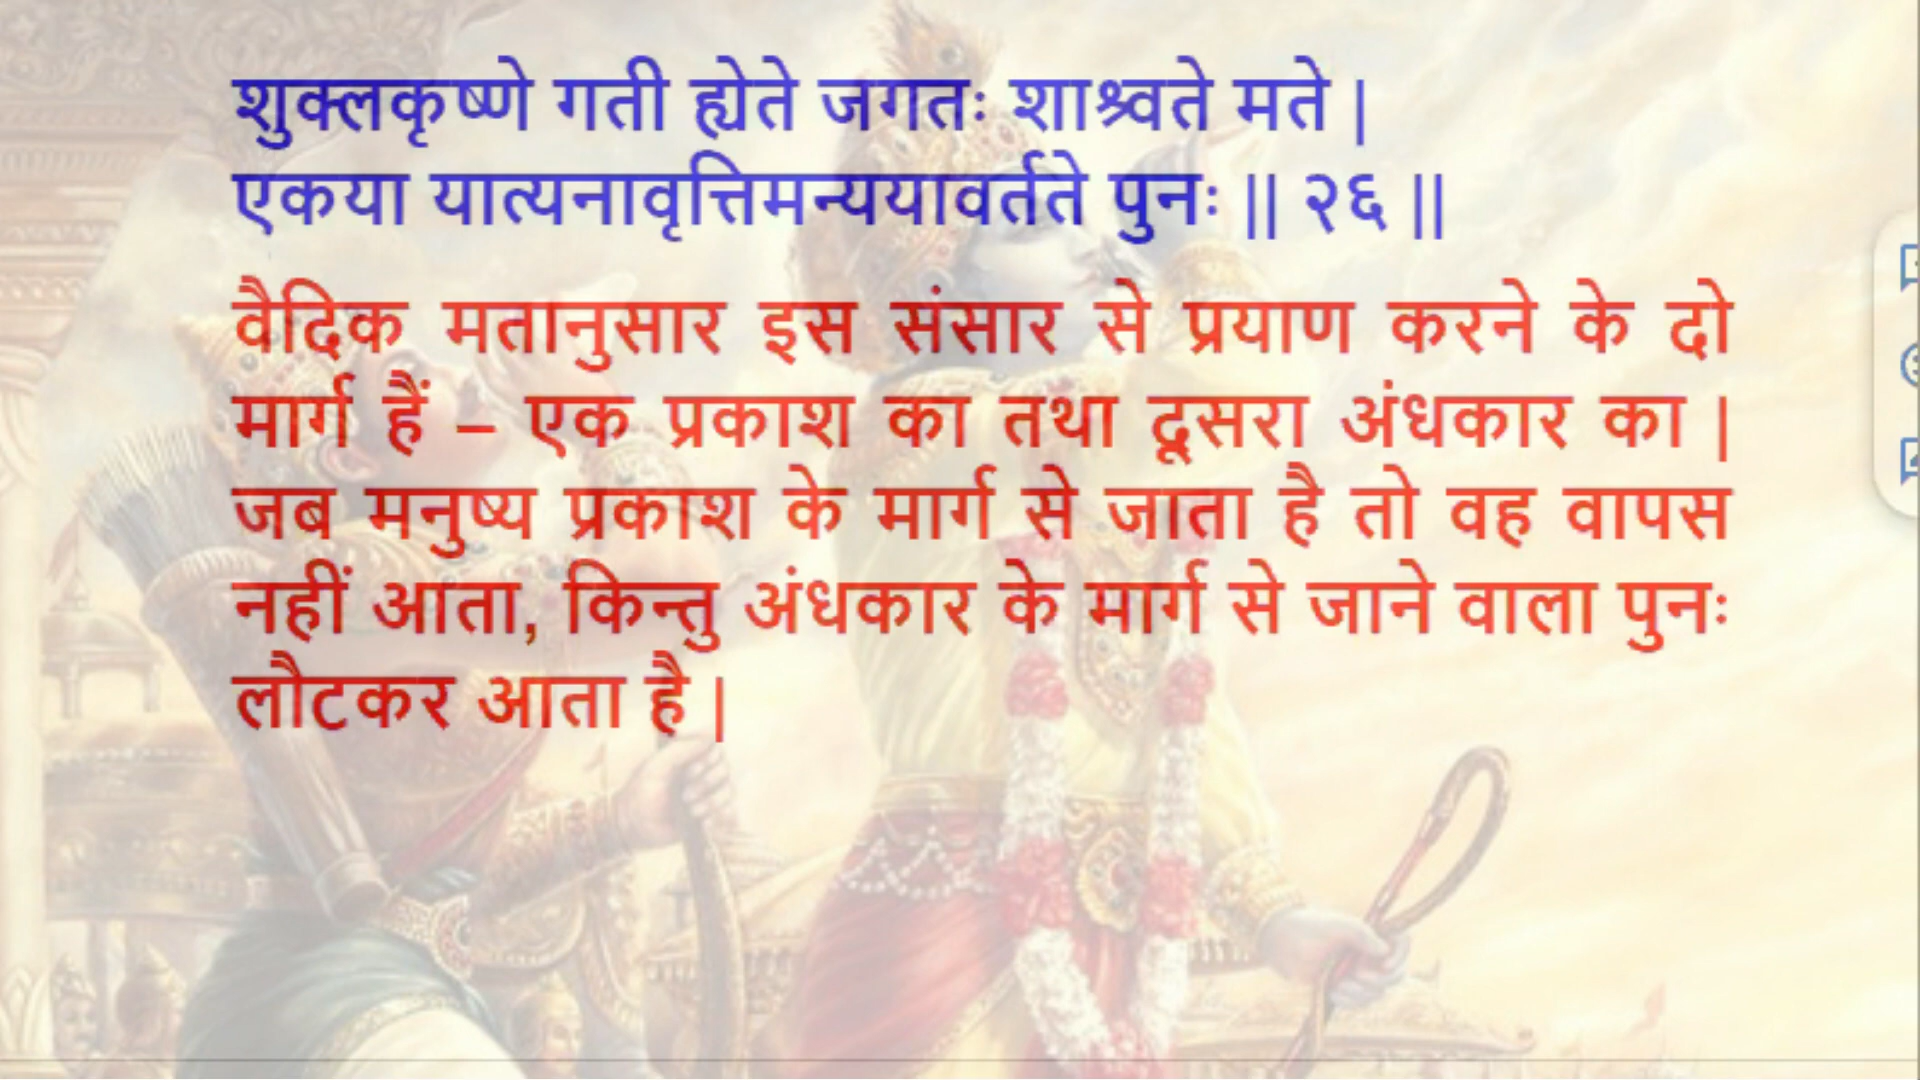 शुक्लकृष्णे गती ह्येते जगतः शाश्र्वते मते |
एकया यात्यनावृत्तिमन्ययावर्तते पुनः || २६ ||
वैदिक मतानुसार इस संसार से प्रयाण करने के दो
मार्ग हैं – एक प्रकाश का तथा दूसरा अंधकार का |
जब मनुष्य प्रकाश के मार्ग से जाता है तो वह वापस
नहीं आता, किन्तु अंधकार के मार्ग से जाने वाला पुनः
लौटकर आता है |